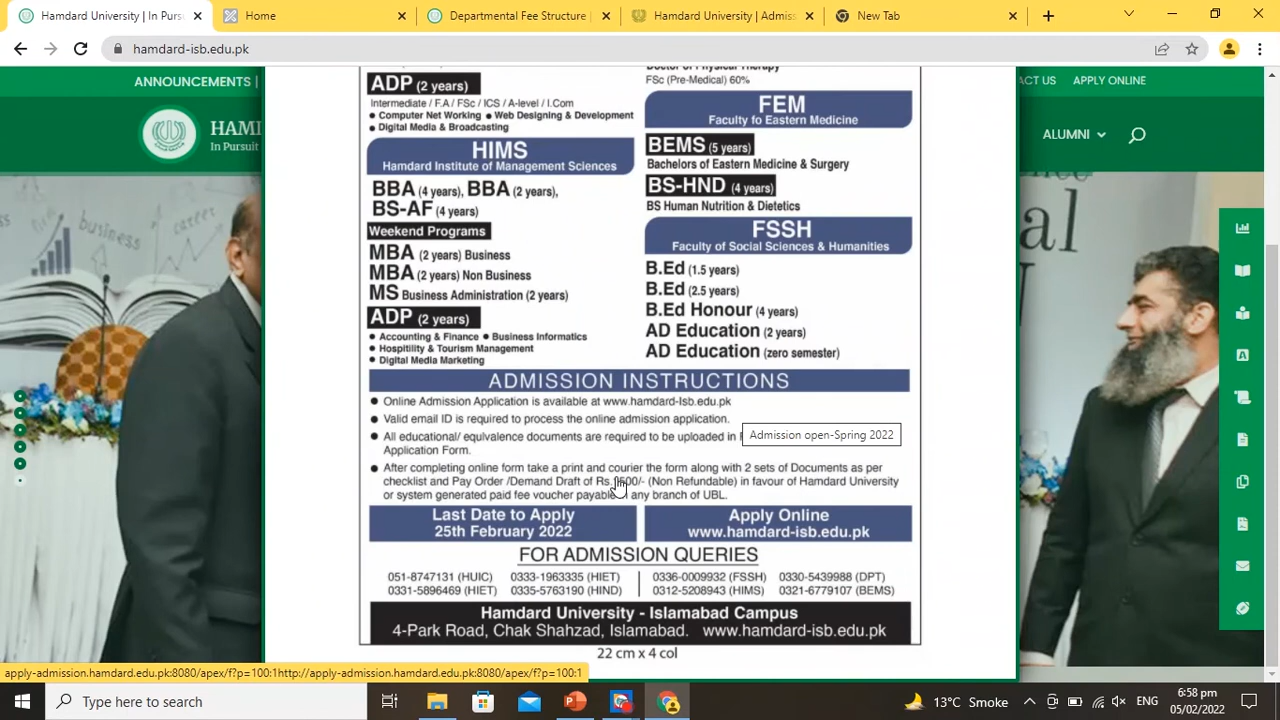 Hamdard University | In Pursu
Home
Departmental Fee Structure |
Hamdard University | Admiss
New Tab
hamdard-isb.edu.pk
ANNOUNCEMENTS |
ACT US
APPLY ONLINE
HAMI
In Pursuit
ALUMNI
ADP (2 years)
Intermediate / F.A / FSc / ICS / A-level / I.Com
• Computer Net Working • Web Designing & Development
• Digital Media & Broadcasting
HIMS
Hamdard Institute of Management Sciences
BBA (4 years), BBA (2 years),
BS-AF (4 years)
Weekend Programs
MBA (2 years) Business
MBA (2 years) Non Business
MS Business Administration (2 years)
ADP (2 years)
• Accounting & Finance • Business Informatics
• Hospitility & Tourism Management
• Digital Media Marketing
Doctor of Physical Therapy
FSc (Pre-Medical) 60%
FEM
Faculty fo Eastern Medicine
BEMS (5 years)
Bachelors of Eastern Medicine & Surgery
BS-HND (4 years)
BS Human Nutrition & Dietetics
FSSH
Faculty of Social Sciences & Humanities
B.Ed (1.5 years)
B.Ed (2.5 years)
B.Ed Honour (4 years)
AD Education (2 years)
AD Education (zero semester)
ADMISSION INSTRUCTIONS
• Online Admission Application is available at www.hamdard-Isb.edu.pk
• Valid email ID is required to process the online admission application.
• All educational/ equivalence documents are required to be uploaded in
Application Form.
Admission open-Spring 2022
• After completing online form take a print and courier the form along with 2 sets of Documents as per
checklist and Pay Order /Demand Draft of (Non Refundable) in favour of Hamdard University
or system generated paid fee voucher payable any branch of UBL.
Last Date to Apply
25th February 2022
Apply Online
www.hamdard-isb.edu.pk
FOR ADMISSION QUERIES
051-8747131 (HUIC) 0333-1963335 (HIET) 0336-0009932 (FSSH) 0330-5439988 (DPT)
0331-5896469 (HIET) 0335-5763190 (HIND) 0312-5208943 (HIMS) 0321-6779107 (BEMS)
Hamdard University - Islamabad Campus
4-Park Road, Chak Shahzad, Islamabad. www.hamdard-isb.edu.pk
22 cm x 4 col
apply-admission.hamdard.edu.pk:8080/apex/f?p=100:1http://apply-admission.hamdard.edu.pk:8080/apex/f?p=100:1
Type here to search
13°C Smoke
ENG
6:58 pm
05/02/2022